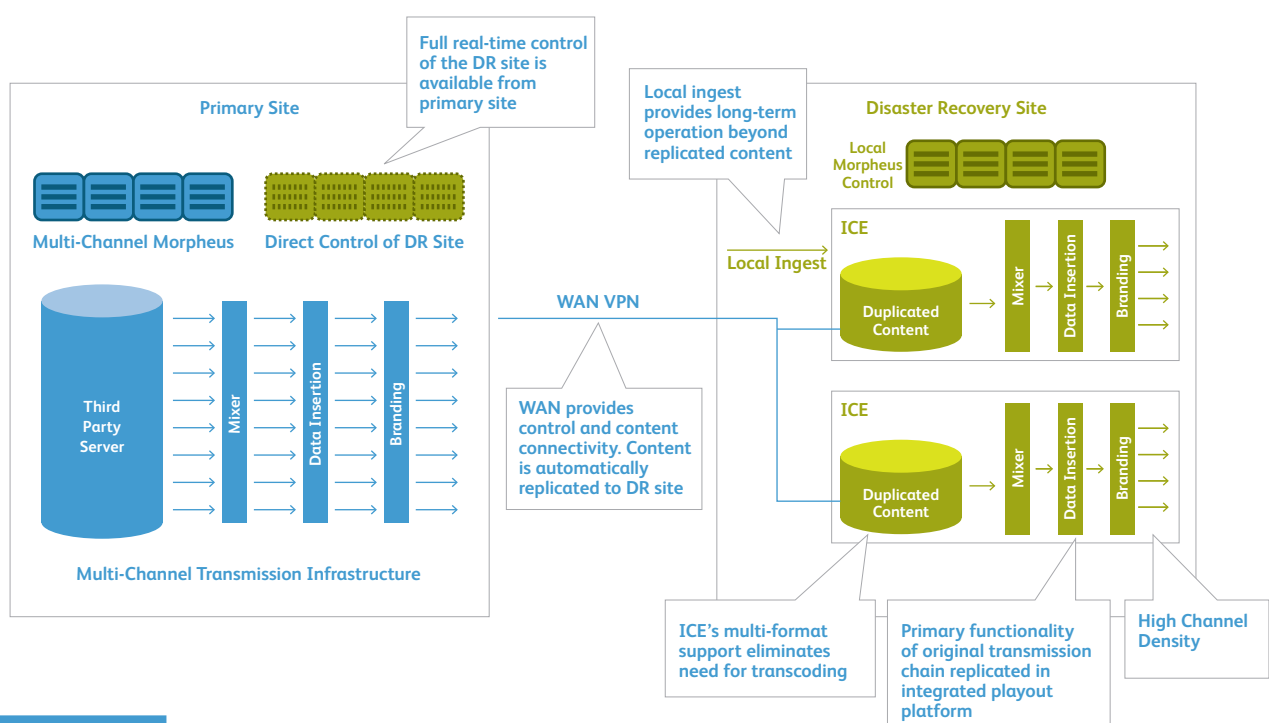 Full real-time control
of the DR site is
available from
primary site
Primary Site
Multi-Channel Morpheus
Direct Control of DR Site
Third
Party
Server
Mixer
Data Insertion
Branding
Multi-Channel Transmission Infrastructure
WAN VPN
WAN provides
control and content
connectivity. Content
is automatically
replicated to DR site
Local ingest
provides long-term
operation beyond
replicated content
Disaster Recovery Site
Local
Morpheus
Control
Local Ingest
ICE
Duplicated
Content
Mixer
Data Insertion
Branding
ICE
Duplicated
Content
Mixer
Data Insertion
Branding
ICE's multi-format
support eliminates
need for transcoding
Primary functionality
of original transmission
chain replicated in
integrated playout
platform
High Channel
Density